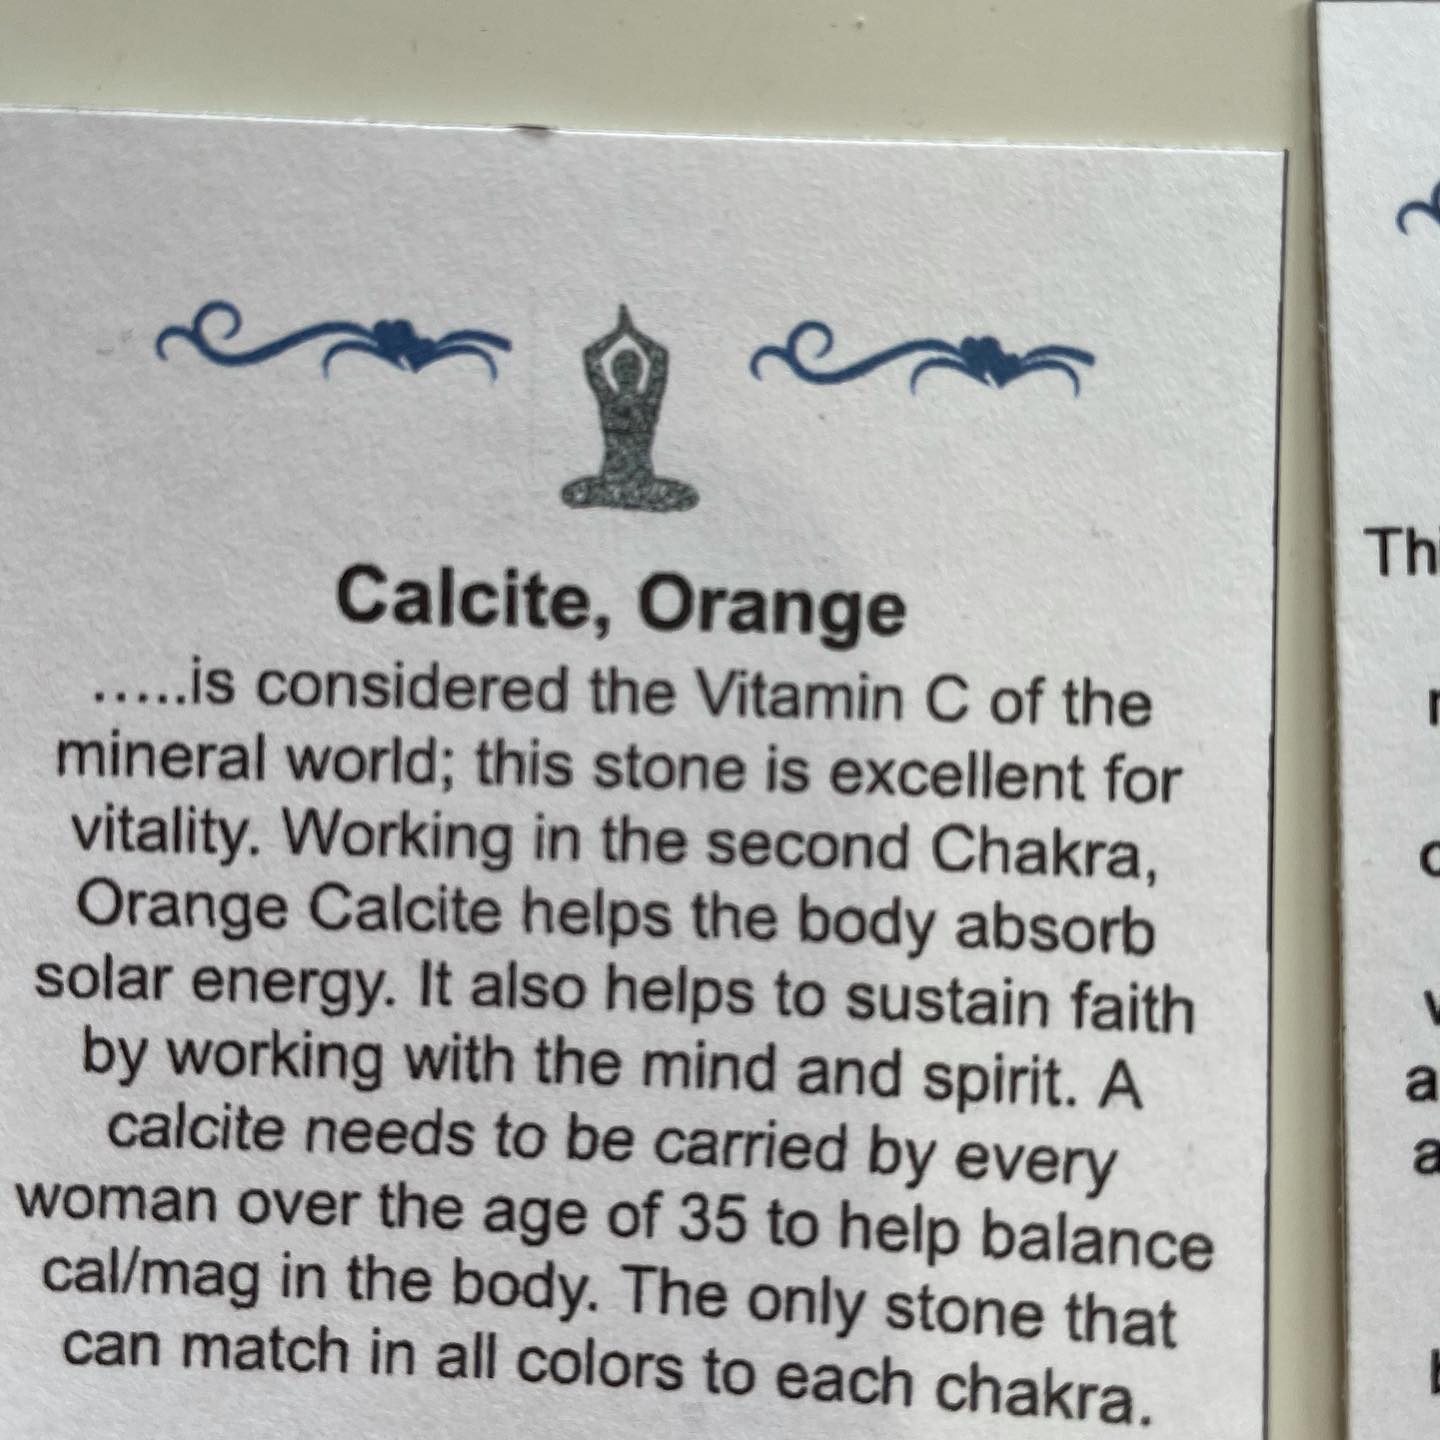 Calcite, Orange
.....is considered the Vitamin C of the
mineral world; this stone is excellent for
vitality. Working in the second Chakra,
Orange Calcite helps the body absorb
solar energy. It also helps to sustain faith
by working with the mind and spirit. A
calcite needs to be carried by every
woman over the age of 35 to help balance
cal/mag in the body. The only stone that
can match in all colors to each chakra.